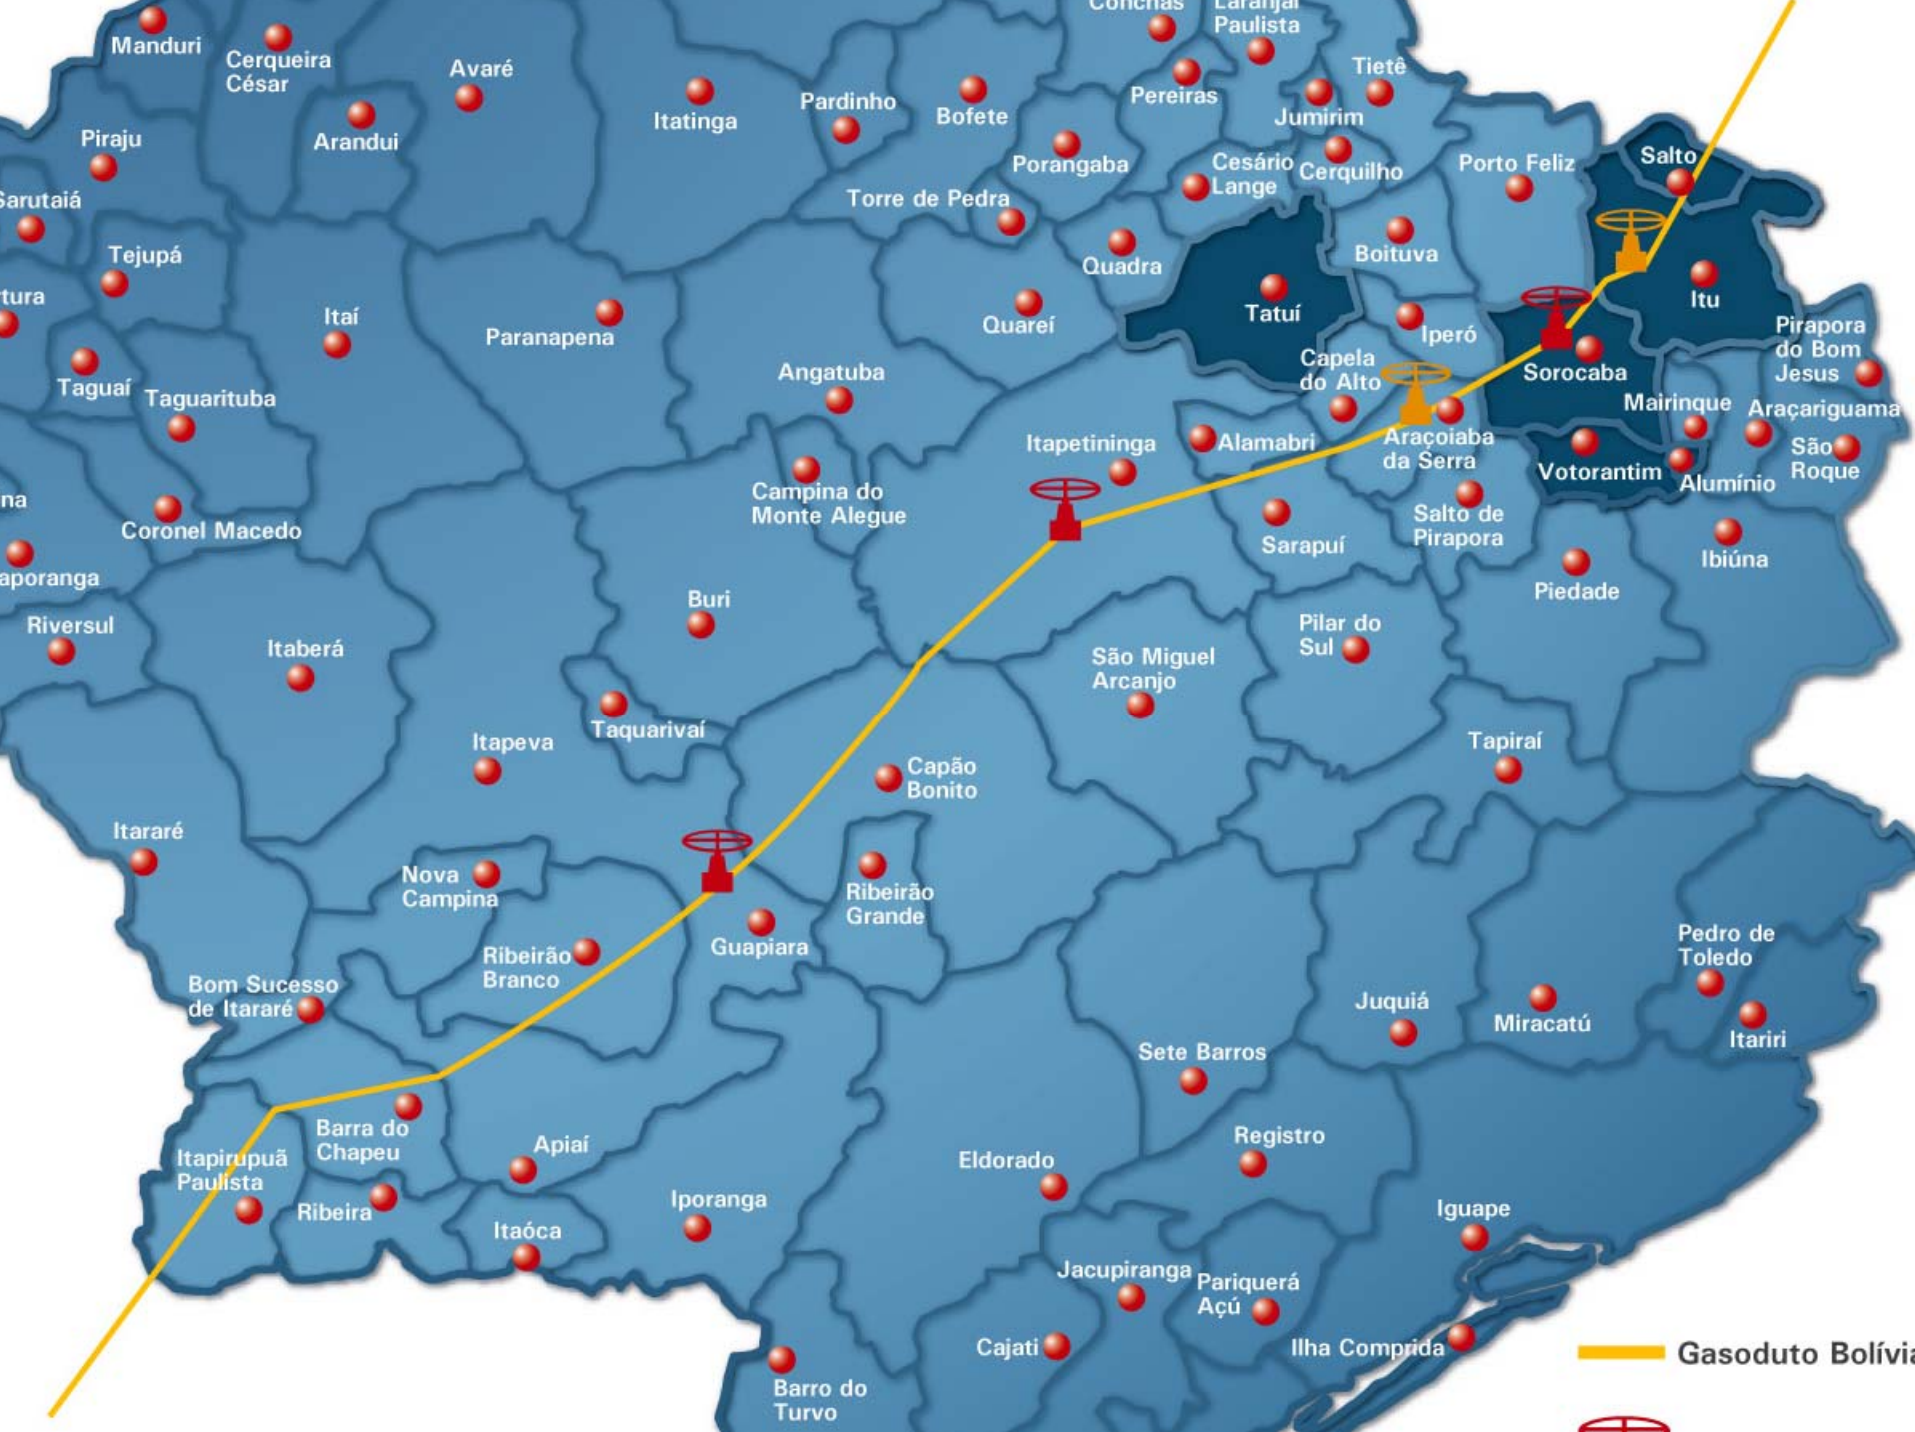 Conchas
Laranjal
Paulista
Manduri
Cerqueira
César
Avaré
Tietê
Itatinga
Pardinho
Bofete
Pereiras
Jumirim
Arandui
Piraju
Porangaba
Cesário
Lange
Cerquilho
Porto Feliz
Salto
Sarutaiá
Torre de Pedra
Tejupá
Quadra
Boituva
tura
Itaí
Paranapena
Quareí
Tatuí
Iperó
Itu
Pirapora
do Bom
Jesus
Taguaí
Taguarituba
Angatuba
Capela
do Alto
Sorocaba
Mairinque
Araçariguama
Itapetininga
Alamabri
Araçoiaba
da Serra
Votorantim
São
Roque
Alumínio
na
Coronel Macedo
Campina do
Monte Alegue
Sarapuí
Salto de
Pirapora
Ibiúna
aporanga
Piedade
Riversul
Itaberá
Buri
Pilar do
Sul
São Miguel
Arcanjo
Taquarivaí
Itapeva
Tapiraí
Capão
Bonito
Itararé
Nova
Campina
Ribeirão
Grande
Guapiara
Ribeirão
Branco
Pedro de
Toledo
Bom Sucesso
de Itararé
Juquiá
Miracatú
Itariri
Sete Barros
Barra do
Chapeu
Apiaí
Registro
Itapirupuã
Paulista
Eldorado
Ribeira
Iporanga
Iguape
Itaóca
Jacupiranga
Pariquerá
Açú
Cajati
Ilha Comprida
Barro do
Turvo
Gasoduto Bolívia